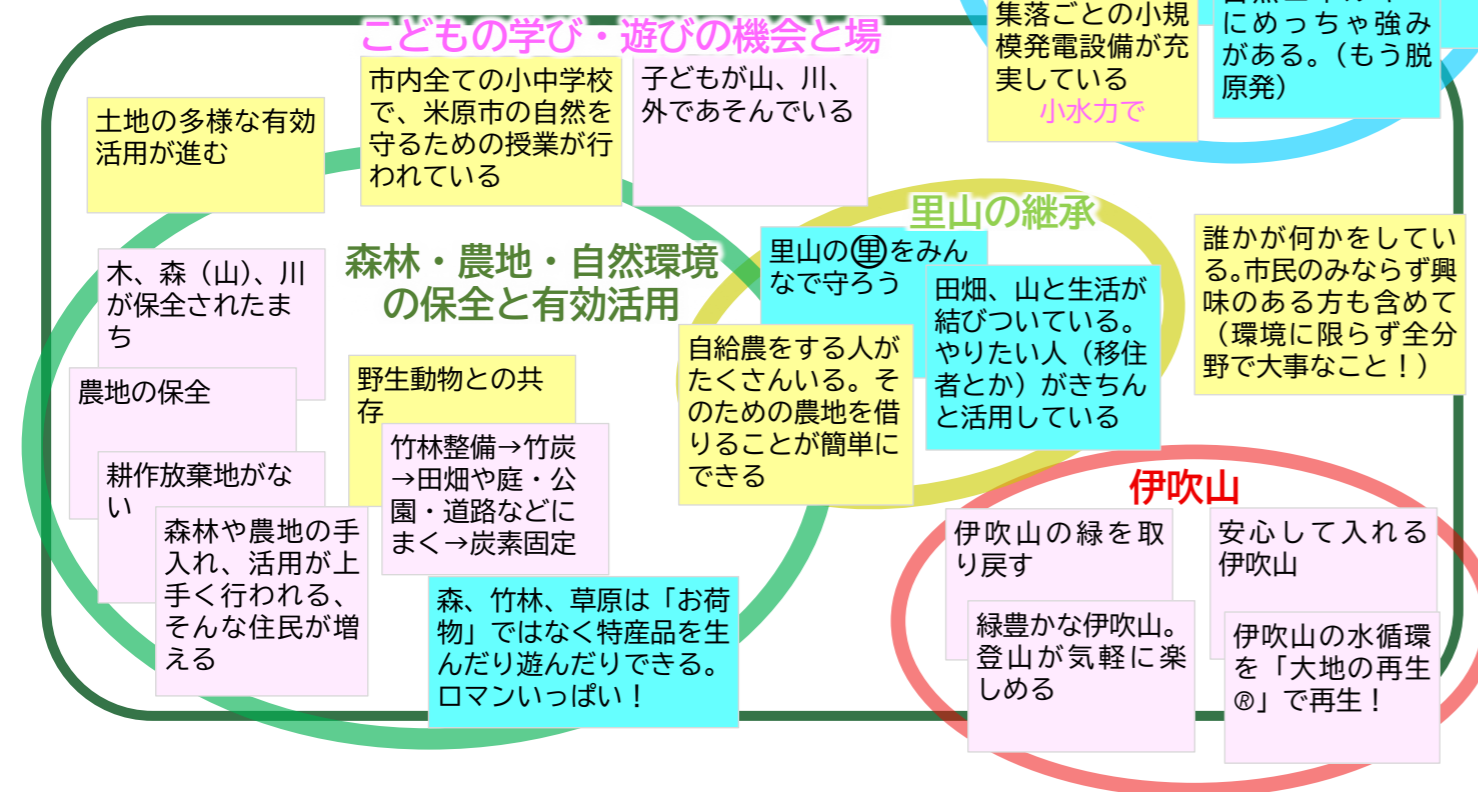 こどもの学び・遊びの機会と場
市内全ての小中学校
で、米原市の自然を
守るための授業が行
われている
子どもが山、川、
外であそんでいる
集落ごとの小規
模発電設備が充
実している
小水力で
にめっちゃ強み
がある。（もう脱
原発）
土地の多様な有効
活用が進む
森林・農地・自然環境
の保全と有効活用
木、森（山）、川
が保全されたま
ち
農地の保全
耕作放棄地がな
い
森林や農地の手
入れ、活用が上
手く行われる、
そんな住民が増
える
野生動物との共
存
竹林整備→竹炭
→田畑や庭・公
園・道路などに
まく→炭素固定
森、竹林、草原は「お荷
物」ではなく特産品を生
んだり遊んだりできる。
ロマンいっぱい！
里山の継承
里山の㊞をみん
なで守ろう
田畑、山と生活が
結びついている。
やりたい人（移住
者とか）がきちん
と活用している
自給農をする人が
たくさんいる。そ
のための農地を借
りることが簡単に
できる
誰かが何かをしてい
る。市民のみならず興
味のある方も含めて
（環境に限らず全分
野で大事なこと！）
伊吹山
伊吹山の緑を取
り戻す
安心して入れる
伊吹山
緑豊かな伊吹山。
登山が気軽に楽
しめる
伊吹山の水循環
を「大地の再生
®」で再生！